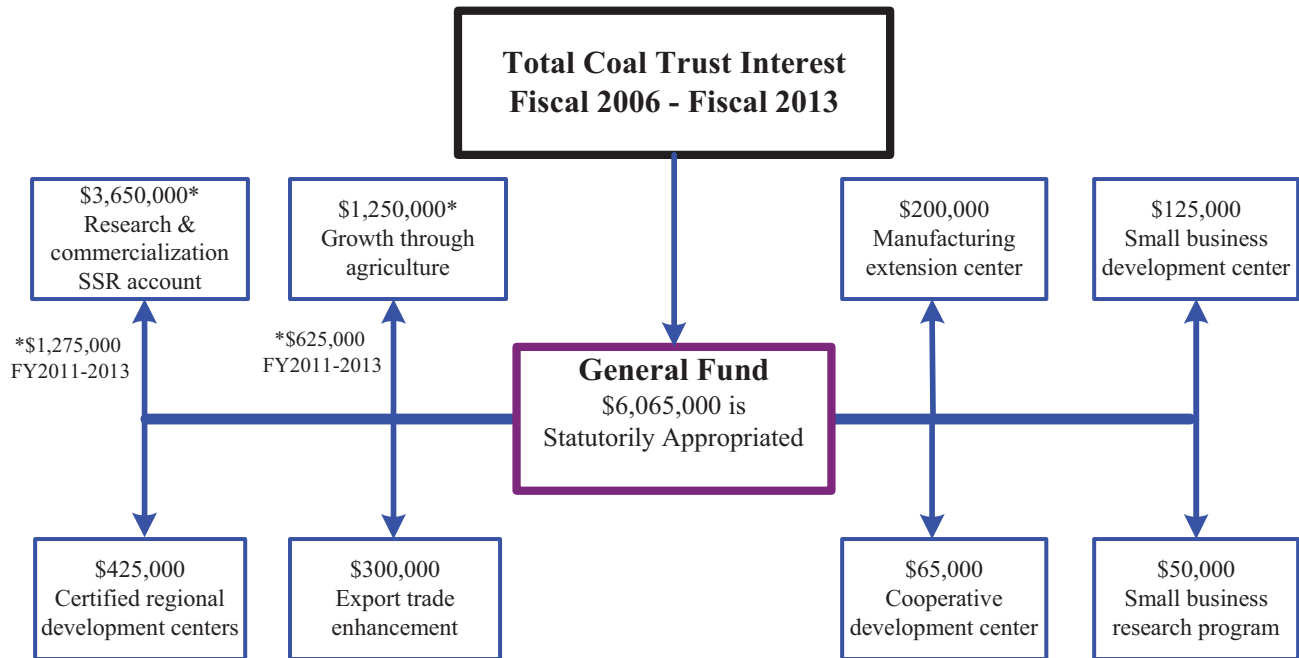 Total Coal Trust Interest
Fiscal 2006 - Fiscal 2013
$3,650,000*
Research &
commercialization
SSR account
$1,250,000*
Growth through
agriculture
$200,000
Manufacturing
extension center
$125,000
Small business
development center
*$1,275,000
FY2011-2013
*$625,000
FY2011-2013
General Fund
$6,065,000 is
Statutorily Appropriated
$425,000
Certified regional
development centers
$300,000
Export trade
enhancement
$65,000
Cooperative
development center
$50,000
Small business
research program